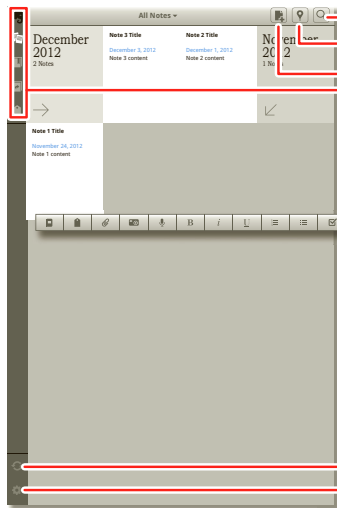 All Notes
December
2012
2 Notes
Note 3 Title
December 3, 2012
Note 3 content
Note 2 Title
December 1, 2012
Note 2 content
November
2012
1 Notes
Note 1 Title
November 24, 2012
Note 1 content
B i U